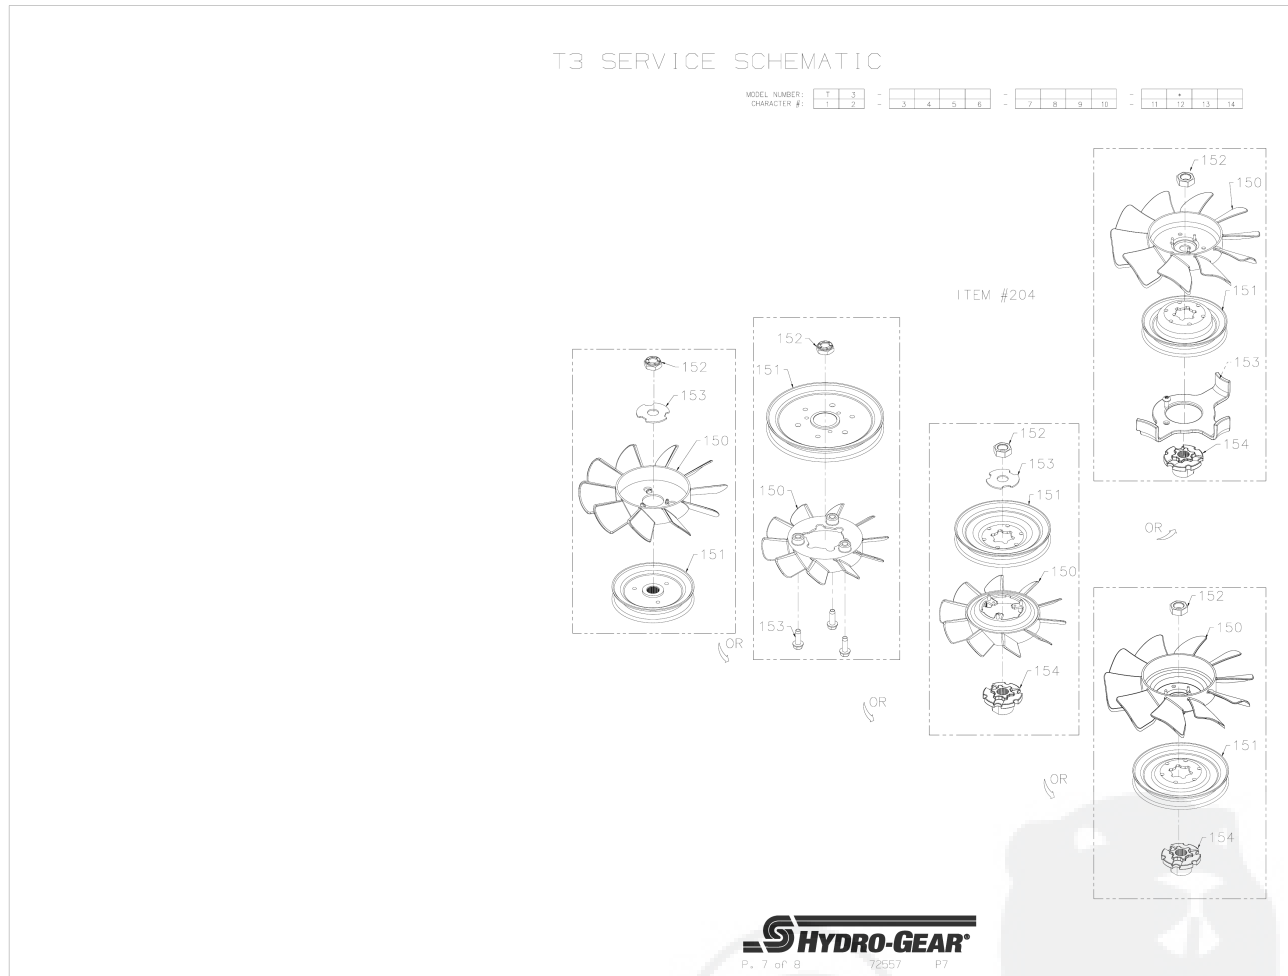 T3 SERVICE SCHEMATIC
MODEL NUMBER: T 3 - - - *
CHARACTER #: 1 2 - 3 4 5 6 - 7 8 9 10 - 11 12 13 14
152
150
151
153
154
ITEM #204
152
151
150
153
152
153
150
151
OR
152
153
151
150
154
OR
OR
152
150
151
154
OR
HYDRO-GEAR®
P. 7 of 8 72557 P7